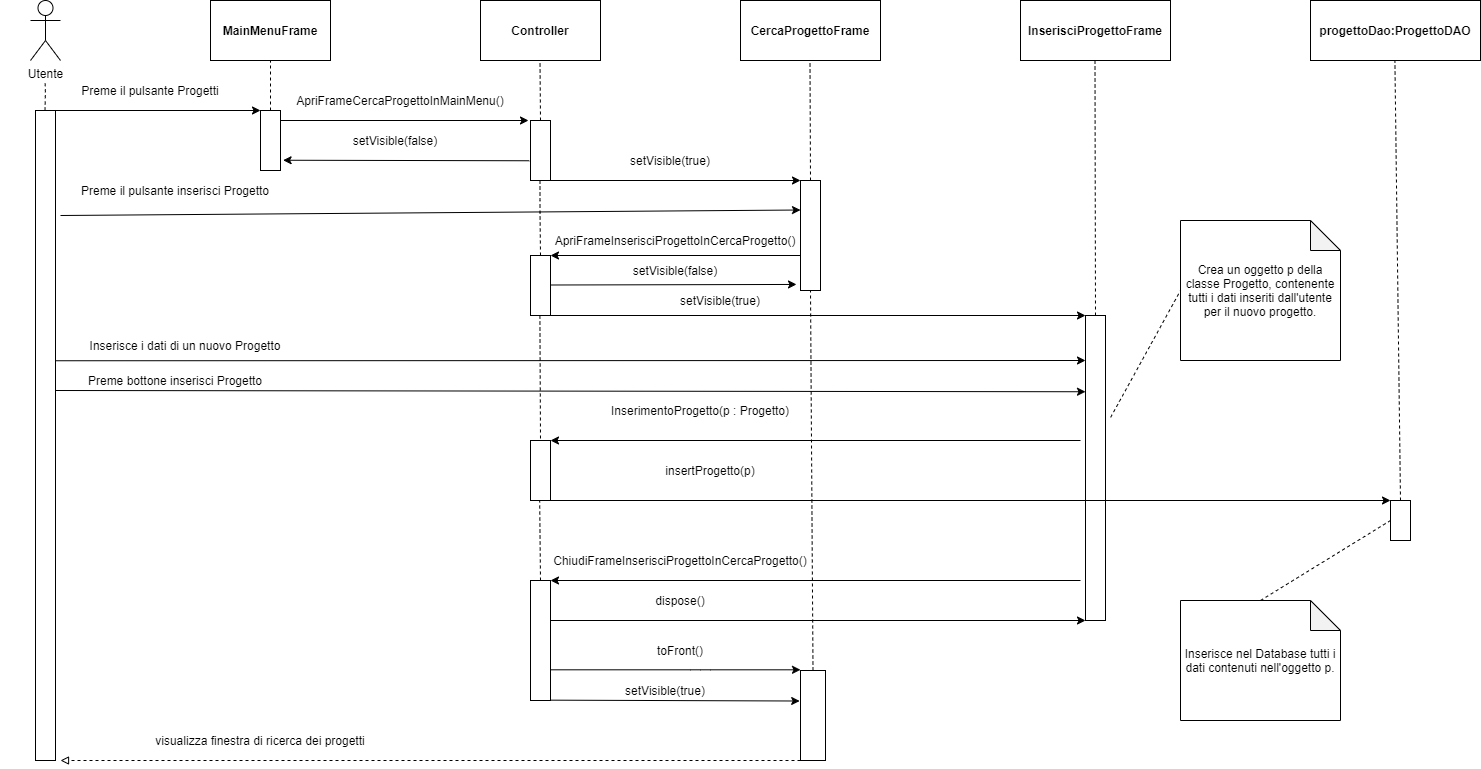 MainMenuFrame
Controller
CercaProgettoFrame
InserisciProgettoFrame
progettoDao:ProgettoDAO
Utente
Preme il pulsante Progetti
ApriFrameCercaProgettoInMainMenu()
setVisible(false)
setVisible(true)
Preme il pulsante inserisci Progetto
ApriFrameInserisciProgettoInCercaProgetto()
setVisible(false)
setVisible(true)
Crea un oggetto p della
classe Progetto, contenente
tutti i dati inseriti dall'utente
per il nuovo progetto.
Inserisce i dati di un nuovo Progetto
Preme bottone inserisci Progetto
InserimentoProgetto(p : Progetto)
insertProgetto(p)
ChiudiFrameInserisciProgettoInCercaProgetto()
dispose()
toFront()
Inserisce nel Database tutti i
dati contenuti nell'oggetto p.
setVisible(true)
visualizza finestra di ricerca dei progetti